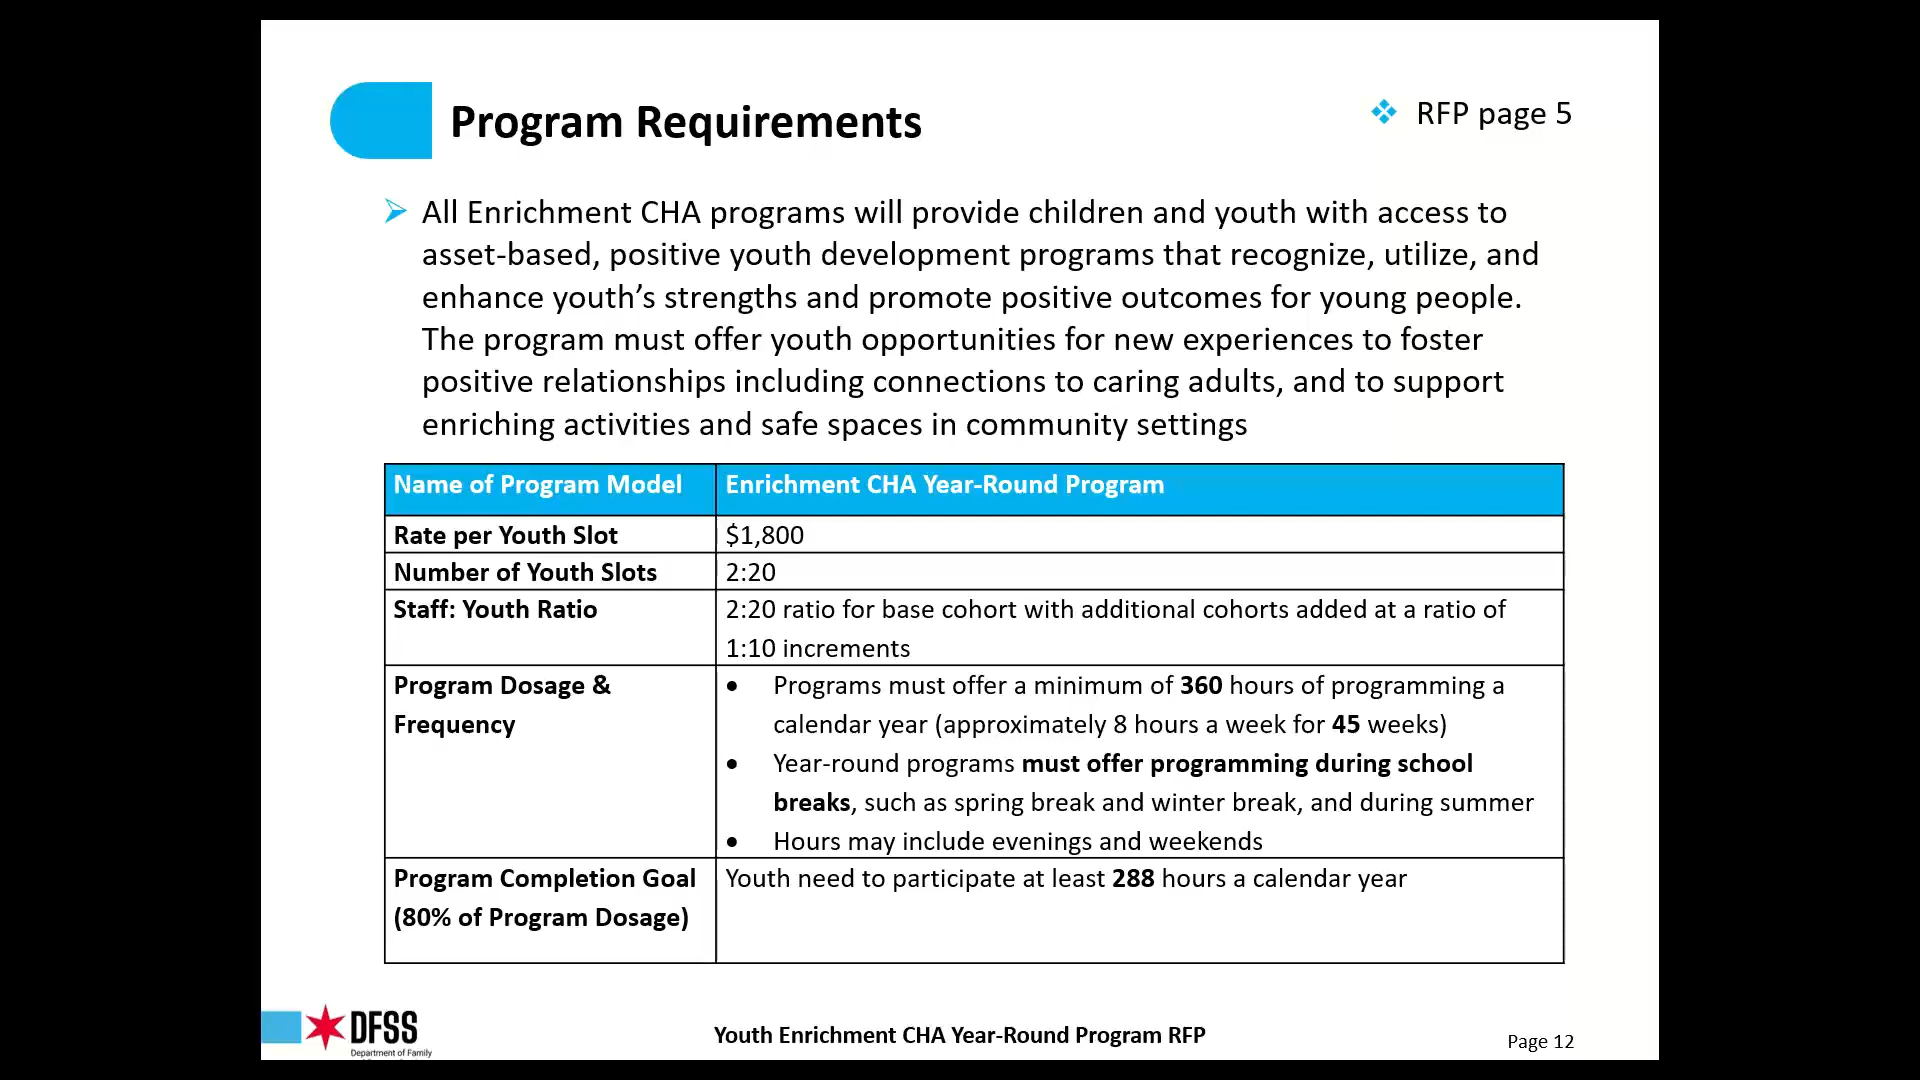 Program Requirements
RFP page 5
All Enrichment CHA programs will provide children and youth with access to
asset-based, positive youth development programs that recognize, utilize, and
enhance youth’s strengths and promote positive outcomes for young people.
The program must offer youth opportunities for new experiences to foster
positive relationships including connections to caring adults, and to support
enriching activities and safe spaces in community settings
Name of Program Model
Enrichment CHA Year-Round Program
Rate per Youth Slot
$1,800
Number of Youth Slots
2:20
Staff: Youth Ratio
2:20 ratio for base cohort with additional cohorts added at a ratio of
1:10 increments
Program Dosage &
Frequency
• Programs must offer a minimum of 360 hours of programming a
calendar year (approximately 8 hours a week for 45 weeks)
• Year-round programs must offer programming during school
breaks, such as spring break and winter break, and during summer
• Hours may include evenings and weekends
Program Completion Goal
(80% of Program Dosage)
Youth need to participate at least 288 hours a calendar year
DFSS
Department of Family
Youth Enrichment CHA Year-Round Program RFP
Page 12